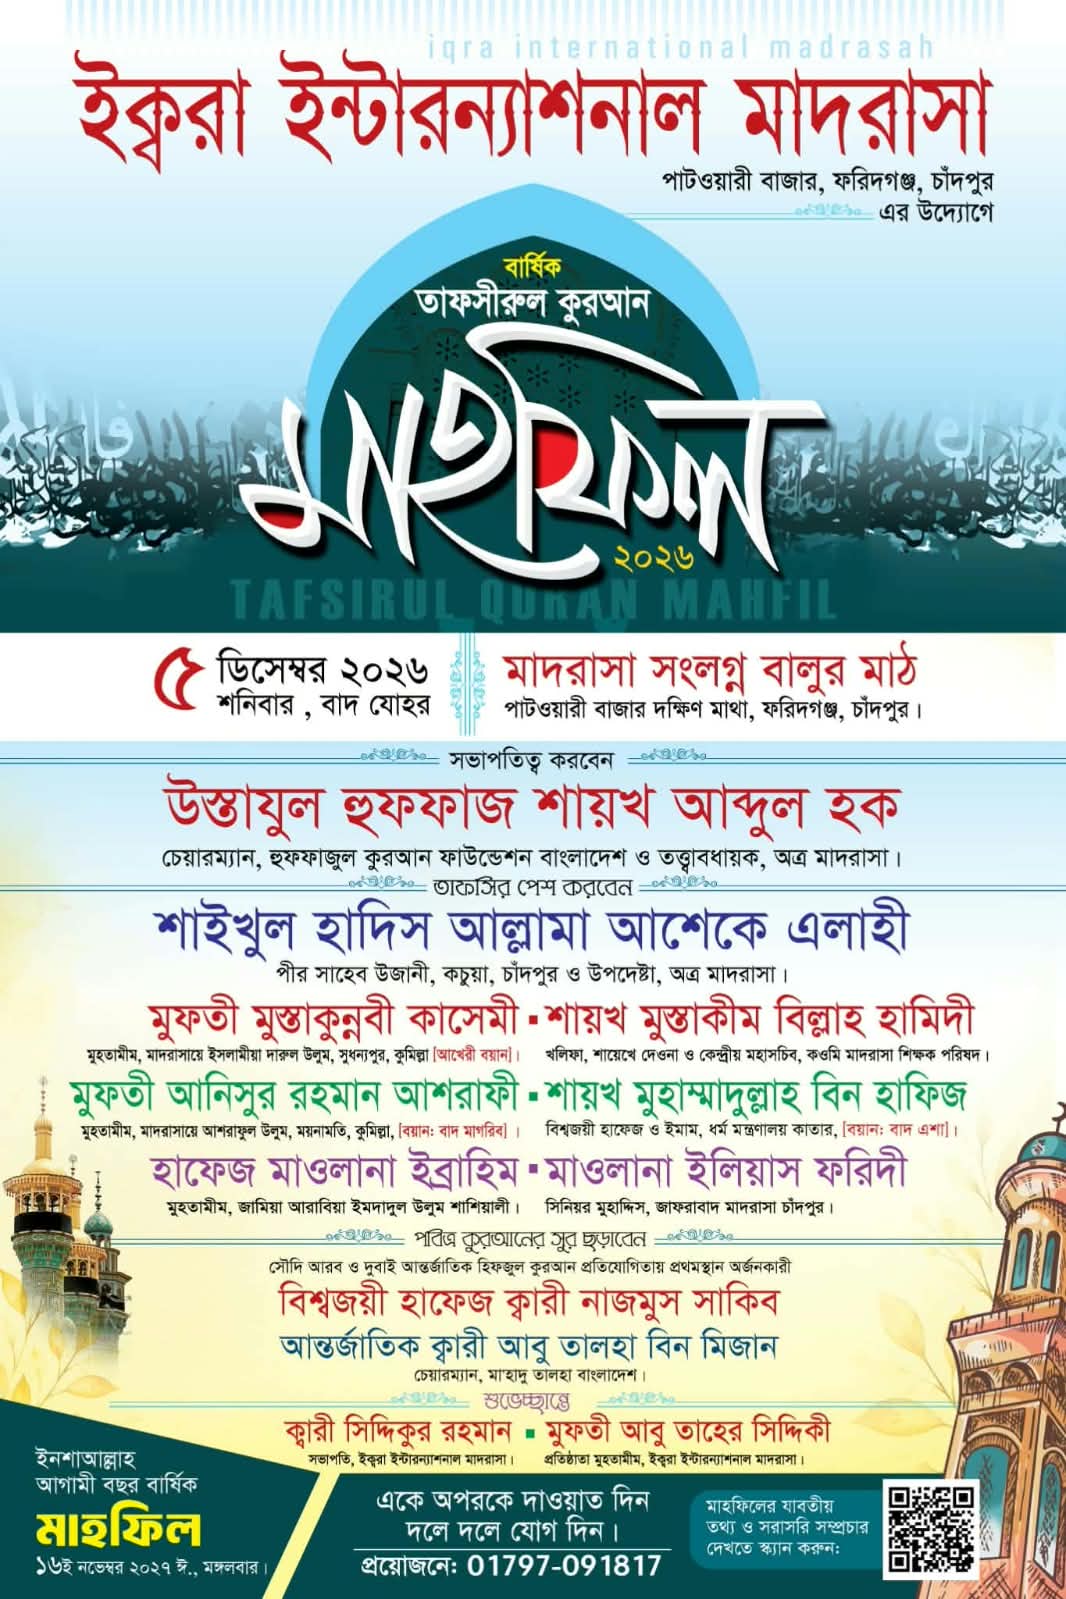 iqra international madrasah
ইক্বরা ইন্টারন্যাশনাল মাদরাসা
পাটওয়ারী বাজার, ফরিদগঞ্জ, চাঁদপুর
এর উদ্যোগে
বার্ষিক
তাফসীরুল কুরআন
মাহফিল
২০২৬
TAFSIRUL QURAN MAHFIL
৫ ডিসেম্বর ২০২৬
শনিবার , বাদ যোহর
মাদরাসা সংলগ্ন বালুর মাঠ
পাটওয়ারী বাজার দক্ষিণ মাথা, ফরিদগঞ্জ, চাঁদপুর।
সভাপতিত্ব করবেন
উস্তাযুল হুফফাজ শায়খ আব্দুল হক
চেয়ারম্যান, হুফফাজুল কুরআন ফাউন্ডেশন বাংলাদেশ ও তত্ত্বাবধায়ক, অত্র মাদরাসা।
তাফসির পেশ করবেন
শাইখুল হাদিস আল্লামা আশেকে এলাহী
পীর সাহেব উজানী, কচুয়া, চাঁদপুর ও উপদেষ্টা, অত্র মাদরাসা।
মুফতী মুস্তাকুন্নবী কাসেমী ▪ শায়খ মুস্তাকীম বিল্লাহ হামিদী
মুহতামীম, মাদরাসায়ে ইসলামীয়া দারুল উলুম, সুধন্যপুর, কুমিল্লা [আখেরী বয়ান]। খলিফা, শায়েখে দেওনা ও কেন্দ্রীয় মহাসচিব, কওমি মাদরাসা শিক্ষক পরিষদ।
মুফতী আনিসুর রহমান আশরাফী ▪ শায়খ মুহাম্মাদুল্লাহ বিন হাফিজ
মুহতামীম, মাদরাসায়ে আশরাফুল উলুম, ময়নামতি, কুমিল্লা, [বয়ান: বাদ মাগরিব] । বিশ্বজয়ী হাফেজ ও ইমাম, ধর্ম মন্ত্রণালয় কাতার, [বয়ান: বাদ এশা]।
হাফেজ মাওলানা ইব্রাহিম ▪ মাওলানা ইলিয়াস ফরিদী
মুহতামীম, জামিয়া আরাবিয়া ইমদাদুল উলুম শাশিয়ালী। সিনিয়র মুহাদ্দিস, জাফরাবাদ মাদরাসা চাঁদপুর।
পবিত্র কুরআনের সুর ছড়াবেন
সৌদি আরব ও দুবাই আন্তর্জাতিক হিফজুল কুরআন প্রতিযোগিতায় প্রথমস্থান অর্জনকারী
বিশ্বজয়ী হাফেজ ক্বারী নাজমুস সাকিব
আন্তর্জাতিক ক্বারী আবু তালহা বিন মিজান
চেয়ারম্যান, মা'হাদু তালহা বাংলাদেশ।
শুভেচ্ছান্তে
ক্বারী সিদ্দিকুর রহমান ▪ মুফতী আবু তাহের সিদ্দিকী
সভাপতি, ইক্বরা ইন্টারন্যাশনাল মাদরাসা। প্রতিষ্ঠাতা মুহতামীম, ইক্বরা ইন্টারন্যাশনাল মাদরাসা।
ইনশাআল্লাহ
আগামী বছর বার্ষিক
মাহফিল
১৬ই নভেম্বর ২০২৭ ঈ., মঙ্গলবার।
একে অপরকে দাওয়াত দিন
দলে দলে যোগ দিন।
প্রয়োজনে: 01797-091817
মাহফিলের যাবতীয়
তথ্য ও সরাসরি সম্প্রচার
দেখতে স্ক্যান করুন: